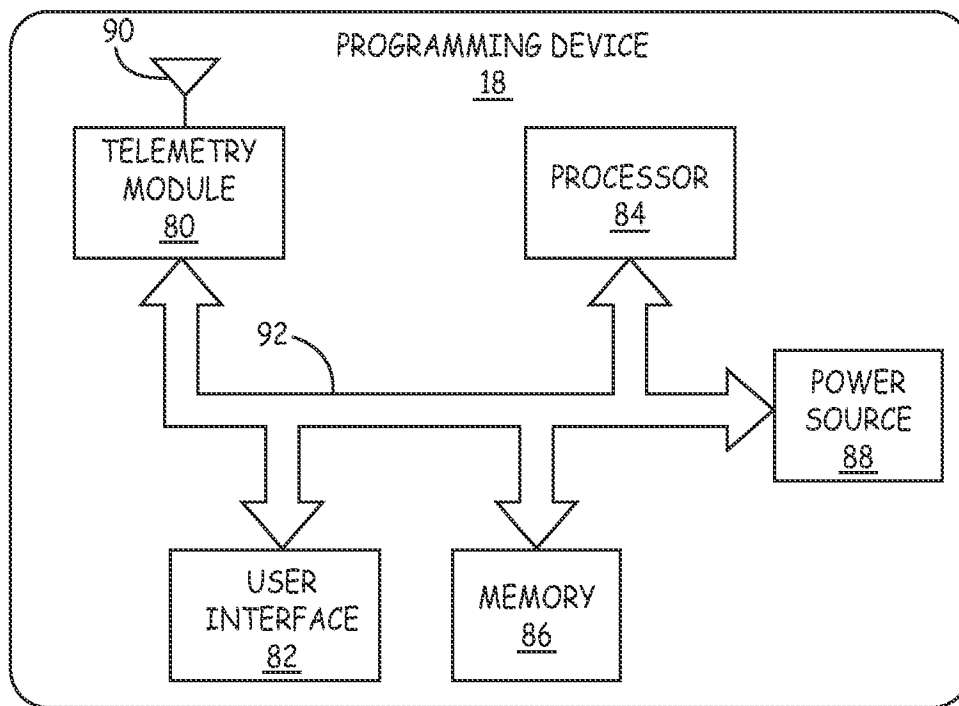 90
PROGRAMMING DEVICE
18
TELEMETRY
MODULE
80
PROCESSOR
84
92
POWER
SOURCE
88
USER
INTERFACE
82
MEMORY
86